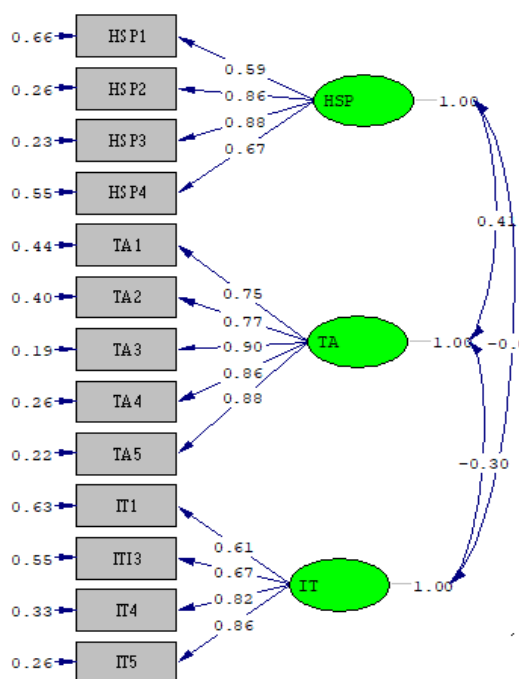 0.66 HSP1
0.59
0.26 HSP2
0.86
HSP 1.00
0.23 HSP3
0.88
0.67
0.55 HSP4
0.41
0.44 TA1
0.75
0.40 TA2
0.77
0.19 TA3
0.90
TA 1.00
0.86
0.26 TA4
0.88
0.22 TA5
-0.30
0.63 IT1
0.61
0.55 ITI3
0.67
IT 1.00
0.33 IT4
0.82
0.86
0.26 IT5